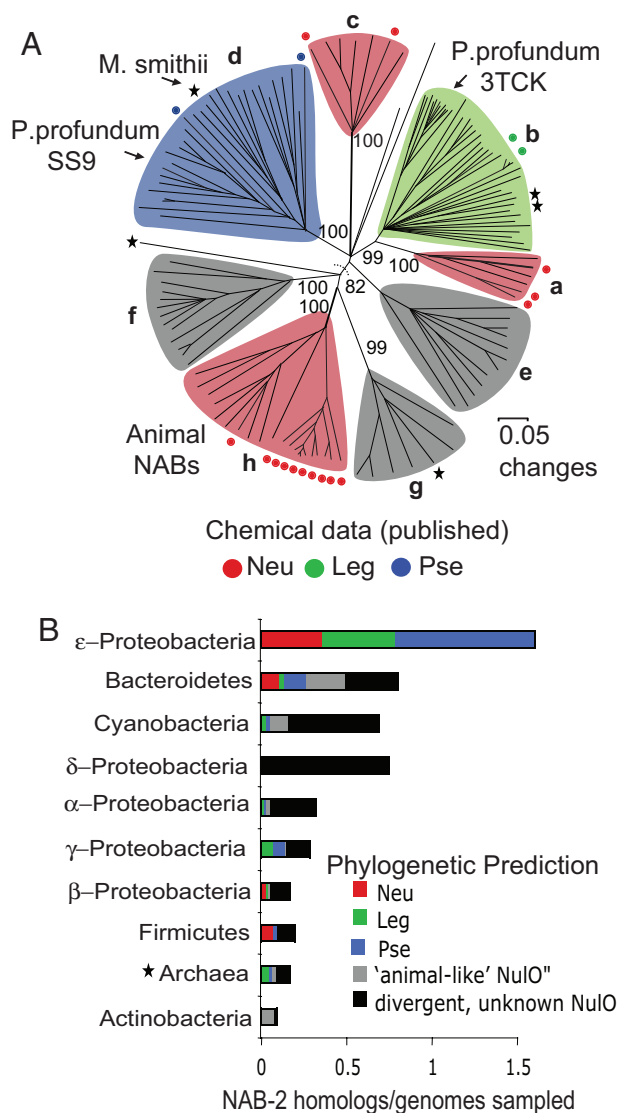 A
M. smithii
d
c
P.profundum
3TCK
b
P.profundum
SS9
100
100
99
100
a
82
100
100
f
99
e
Animal
NABs
h
g
0.05
changes
Chemical data (published)
Neu Leg Pse
B
ε–Proteobacteria
Bacteroidetes
Cyanobacteria
δ–Proteobacteria
α–Proteobacteria
γ–Proteobacteria
β–Proteobacteria
Firmicutes
★Archaea
Actinobacteria
Phylogenetic Prediction
Neu
Leg
Pse
‘animal-like’ NulO"
divergent, unknown NulO
0 0.5 1 1.5
NAB-2 homologs/genomes sampled